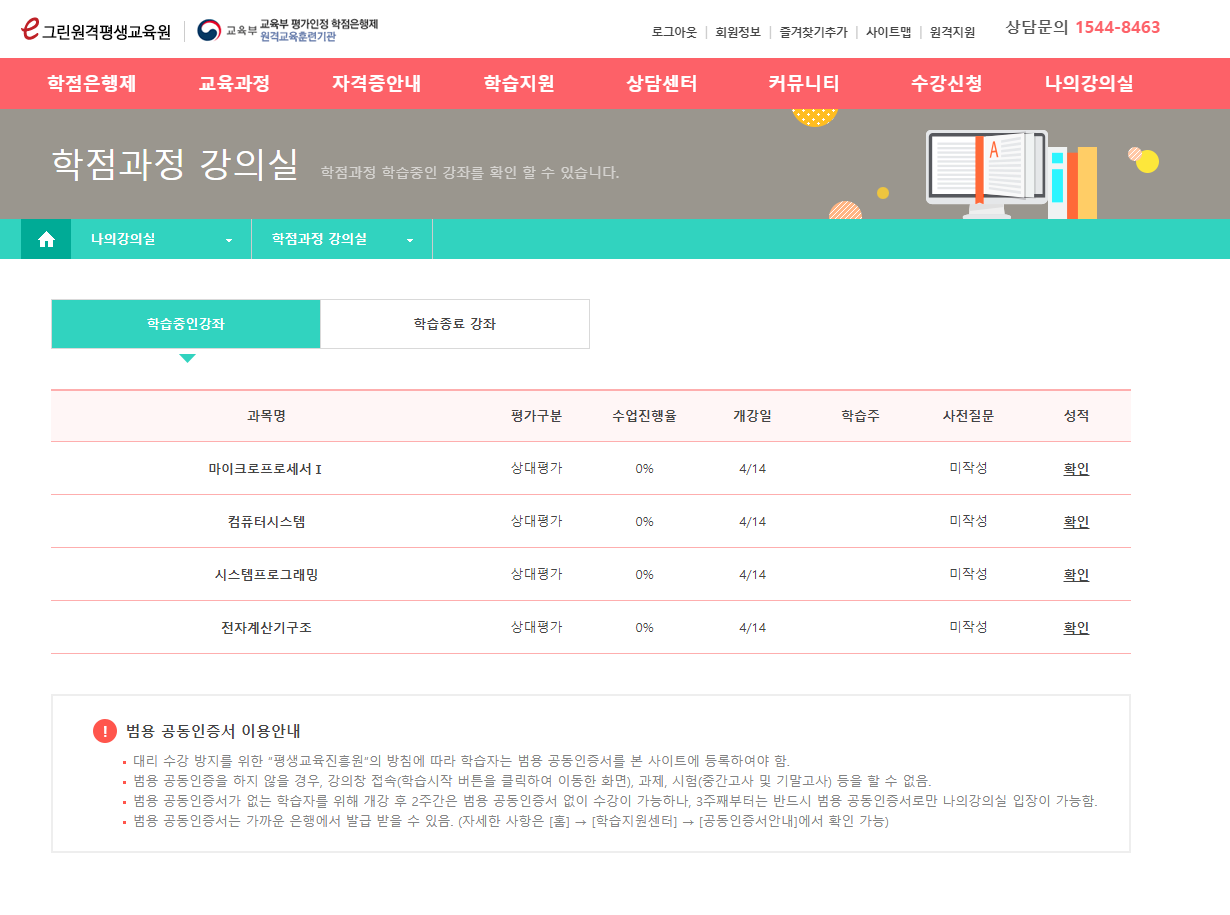 e 그린원격평생교육원
교육부 교육부 평가인정 학점은행제
원격교육훈련기관
로그아웃 | 회원정보 | 즐겨찾기추가 | 사이트맵 | 원격지원 상담문의 1544-8463
학점은행제 교육과정 자격증안내 학습지원 상담센터 커뮤니티 수강신청 나의강의실
학점과정 강의실 학점과정 학습중인 강좌를 확인 할 수 있습니다.
A
나의강의실 학점과정 강의실
학습중인강좌 학습종료 강좌
과목명 평가구분 수업진행율 개강일 학습주 사전질문 성적
마이크로프로세서 I 상대평가 0% 4/14 미작성 확인
컴퓨터시스템 상대평가 0% 4/14 미작성 확인
시스템프로그래밍 상대평가 0% 4/14 미작성 확인
전자계산기구조 상대평가 0% 4/14 미작성 확인
! 범용 공동인증서 이용안내
대리 수강 방지를 위한 "평생교육진흥원"의 방침에 따라 학습자는 범용 공동인증서를 본 사이트에 등록하여야 함.
범용 공동인증을 하지 않을 경우, 강의창 접속(학습시작 버튼을 클릭하여 이동한 화면), 과제, 시험(중간고사 및 기말고사) 등을 할 수 없음.
범용 공동인증서가 없는 학습자를 위해 개강 후 2주간은 범용 공동인증서 없이 수강이 가능하나, 3주째부터는 반드시 범용 공동인증서로만 나의강의실 입장이 가능함.
범용 공동인증서는 가까운 은행에서 발급 받을 수 있음. (자세한 사항은 [홈] → [학습지원센터] → [공동인증서안내]에서 확인 가능)